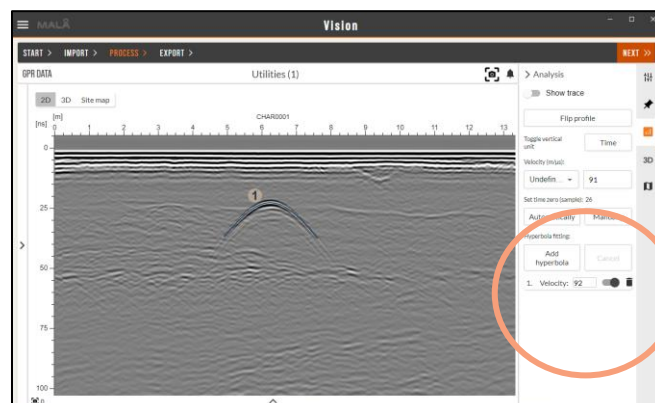 MALÅ
Vision
START > IMPORT > PROCESS > EXPORT >
NEXT >>
GPR DATA
Utilities (1)
> Analysis
2D 3D Site map
Show trace
[m]
CHAR0001
[ns]
0 1 2 3 4 5 6 7 8 9 10 11 12 13
Flip profile
Toggle vertical unit
Time
3D
Velocity (m/µs):
Undefin... 91
Set time zero (sample): 26
Automatically
Hyperbola fitting:
Add hyperbola
Cancel
1. Velocity: 92
0
25
50
75
100
1